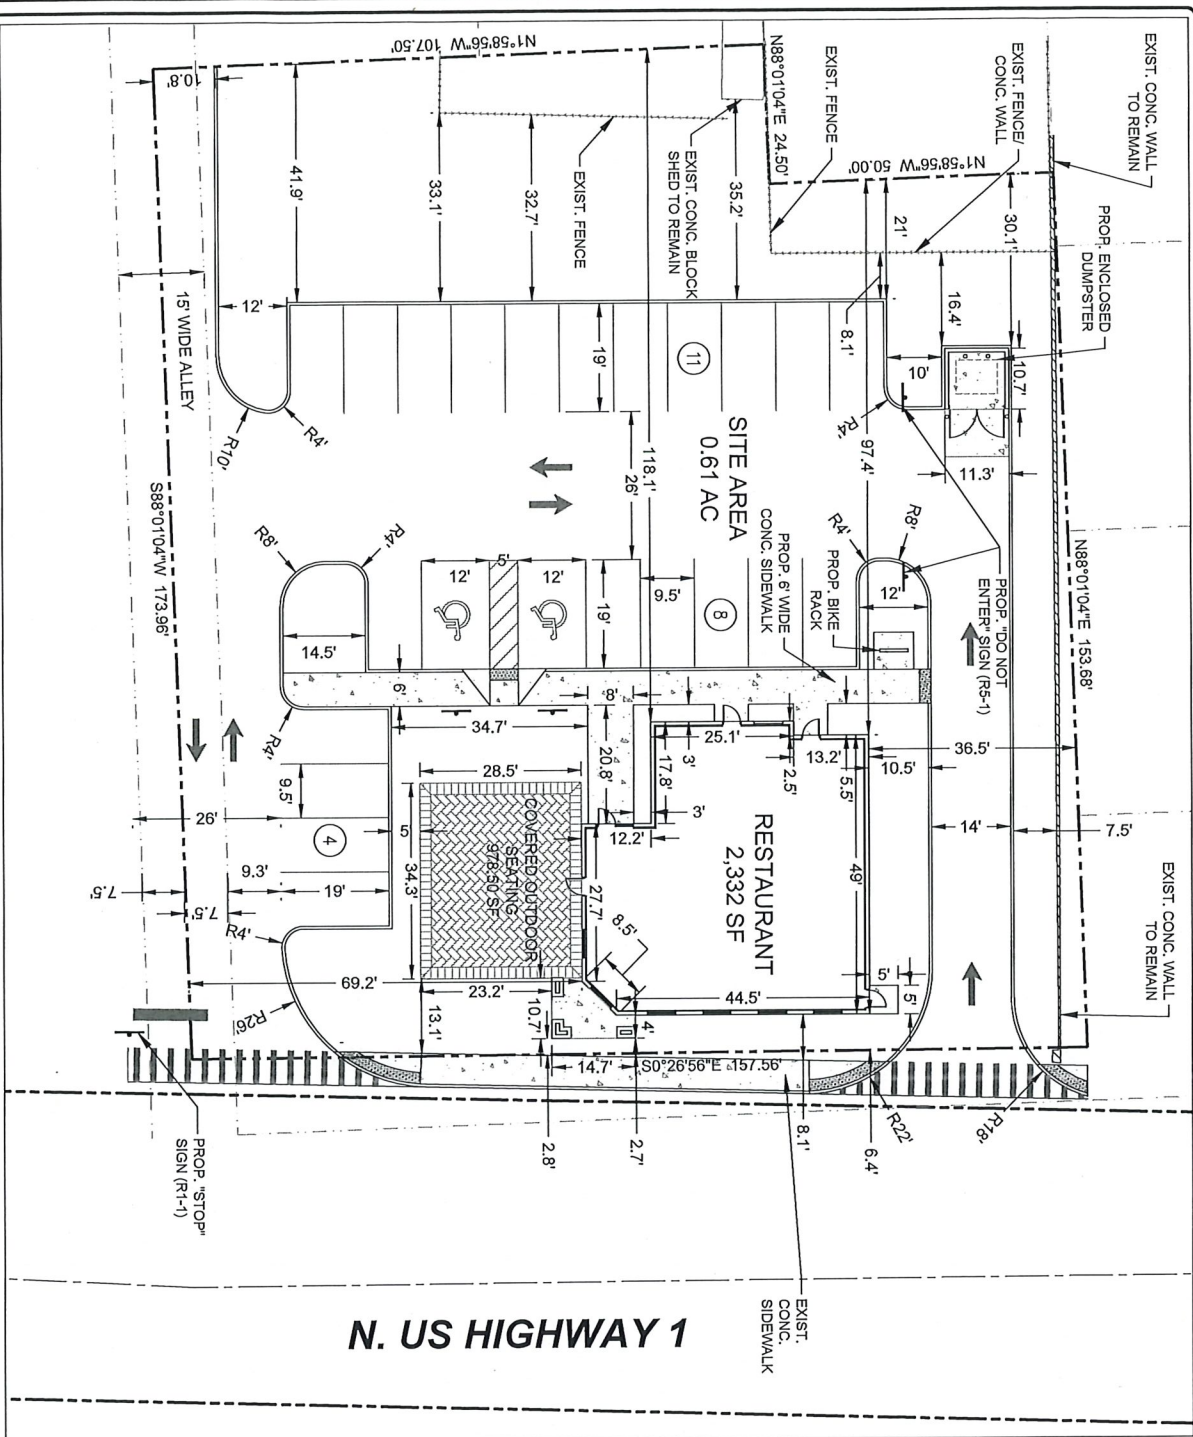 N1°58'56"W 107.50'
10.8'
N88°01'04"E 24.50'
EXIST. FENCE
EXIST. FENCE/
CONC. WALL
EXIST. CONC. WALL
TO REMAIN
N1°58'56"W 50.00'
30.1'
21'
PROP. ENCLOSED
DUMPSTER
41.9'
33.1'
32.7'
EXIST. FENCE
EXIST. CONC. BLOCK
SHED TO REMAIN
35.2'
16.4'
8.1'
15' WIDE ALLEY
12'
19'
11
10'
10.7'
R4'
R10'
R4'
118.1'
97.4'
11.3'
SITE AREA
0.61 AC
26'
S88°01'04"W 173.96'
R8'
R4'
PROP. 6' WIDE
CONC. SIDEWALK
R4'
R8'
N88°01'04"E 153.68'
5'
12'
12'
19'
9.5'
8
PROP. BIKE
RACK
12'
PROP. "DO NOT
ENTER" SIGN (R5-1)
14.5'
6'
8'
R4'
34.7'
20.8'
3'
17.8'
25.1'
2.5'
13.2'
5.5'
10.5'
36.5'
9.5'
28.5'
3'
26'
4
5'
12.2'
14'
7.5'
COVERED OUTDOOR
SEATING
978.50 SF
RESTAURANT
2,332 SF
49'
9.3'
19'
34.3'
27.7'
7.5'
7.5'
R4'
8.5'
EXIST. CONC. WALL
TO REMAIN
69.2'
23.2'
44.5'
5'
5'
R26'
13.1'
10.7'
4'
14.7'
S0°26'56"E 157.56'
R22'
R18'
PROP. "STOP"
SIGN (R1-1)
2.8'
2.7'
8.1'
6.4'
EXIST.
CONC.
SIDEWALK
N. US HIGHWAY 1